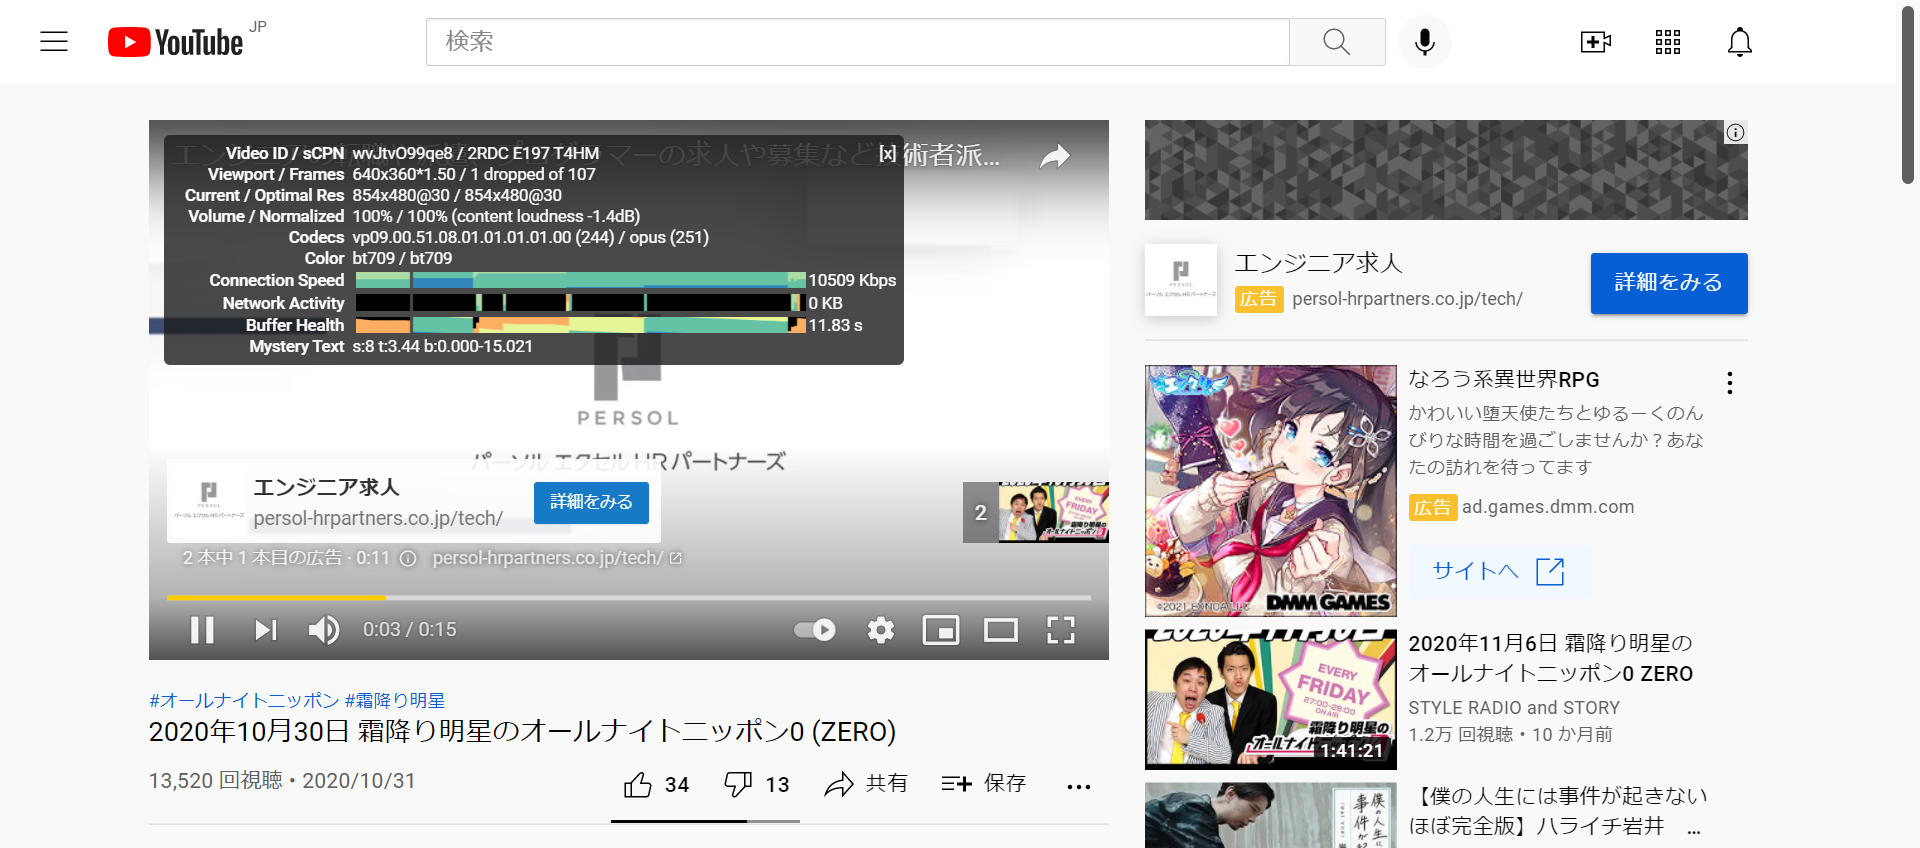 YouTube JP
検索
Video ID / sCPN wvJtvO99qe8 / 2RDC E197 T4HM [x] 術者派...
Viewport / Frames 640x360*1.50 / 1 dropped of 107
Current / Optimal Res 854x480@30 / 854x480@30
Volume / Normalized 100% / 100% (content loudness -1.4dB)
Codecs vp09.00.51.08.01.01.01.01.00 (244) / opus (251)
Color bt709 / bt709
Connection Speed 10509 Kbps
Network Activity 0 KB
Buffer Health 11.83 s
Mystery Text s:8 t:3.44 b:0.000-15.021
PERSOL
パーソル エクセル HRパートナーズ
エンジニア求人
persol-hrpartners.co.jp/tech/
詳細をみる
2
2 本中 1 本目の広告 · 0:11 persol-hrpartners.co.jp/tech/
0:03 / 0:15
#オールナイトニッポン #霜降り明星
2020年10月30日 霜降り明星のオールナイトニッポン0 (ZERO)
13,520 回視聴 • 2020/10/31
34 13 共有 保存
エンジニア求人
広告 persol-hrpartners.co.jp/tech/
詳細をみる
なろう系異世界RPG
かわいい堕天使たちとゆるーくのん
びりな時間を過ごしませんか？あな
たの訪れを待ってます
広告 ad.games.dmm.com
サイトへ
©2021 EXNOA LLC DMM GAMES
EVERY
FRIDAY
27:00-29:00
ON AIR
霜降り明星の
1:41:21
2020年11月6日 霜降り明星の
オールナイトニッポン0 ZERO
STYLE RADIO and STORY
1.2万 回視聴 • 10 か月前
【僕の人生には事件が起きない
ほぼ完全版】ハライチ岩井 ...